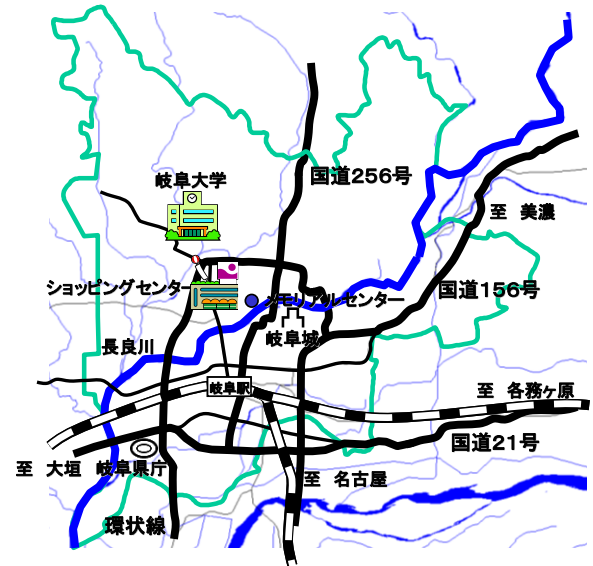 岐阜大学
国道256号
至 美濃
ショッピングセンター
国道156号
メモリアルセンター
岐阜城
長良川
岐阜駅
至 各務ヶ原
国道21号
至 大垣
岐阜県庁
至 名古屋
環状線